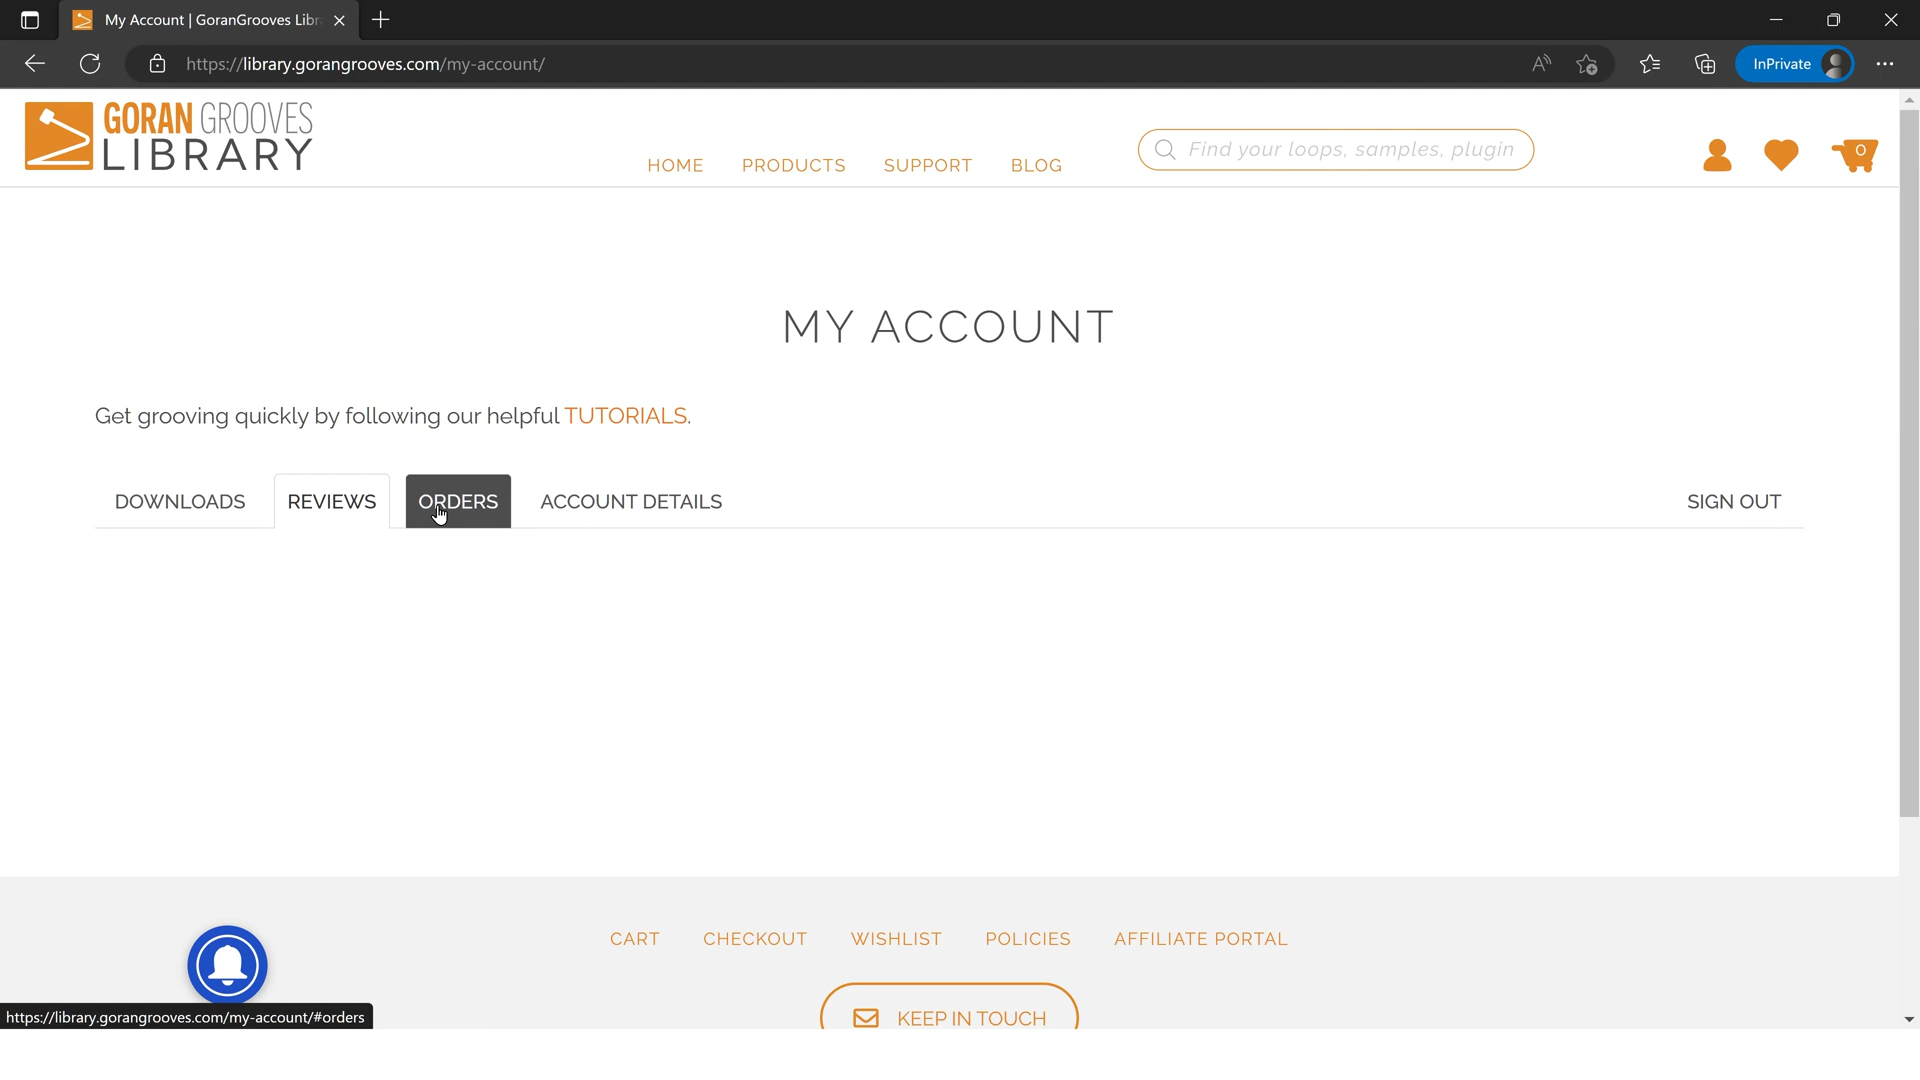 My Account | GoranGrooves Libr
https://library.gorangrooves.com/my-account/
InPrivate
GORAN GROOVES
LIBRARY
HOME PRODUCTS SUPPORT BLOG
Find your loops, samples, plugin
0
MY ACCOUNT
Get grooving quickly by following our helpful TUTORIALS.
DOWNLOADS REVIEWS ORDERS ACCOUNT DETAILS SIGN OUT
CART CHECKOUT WISHLIST POLICIES AFFILIATE PORTAL
KEEP IN TOUCH
https://library.gorangrooves.com/my-account/#orders